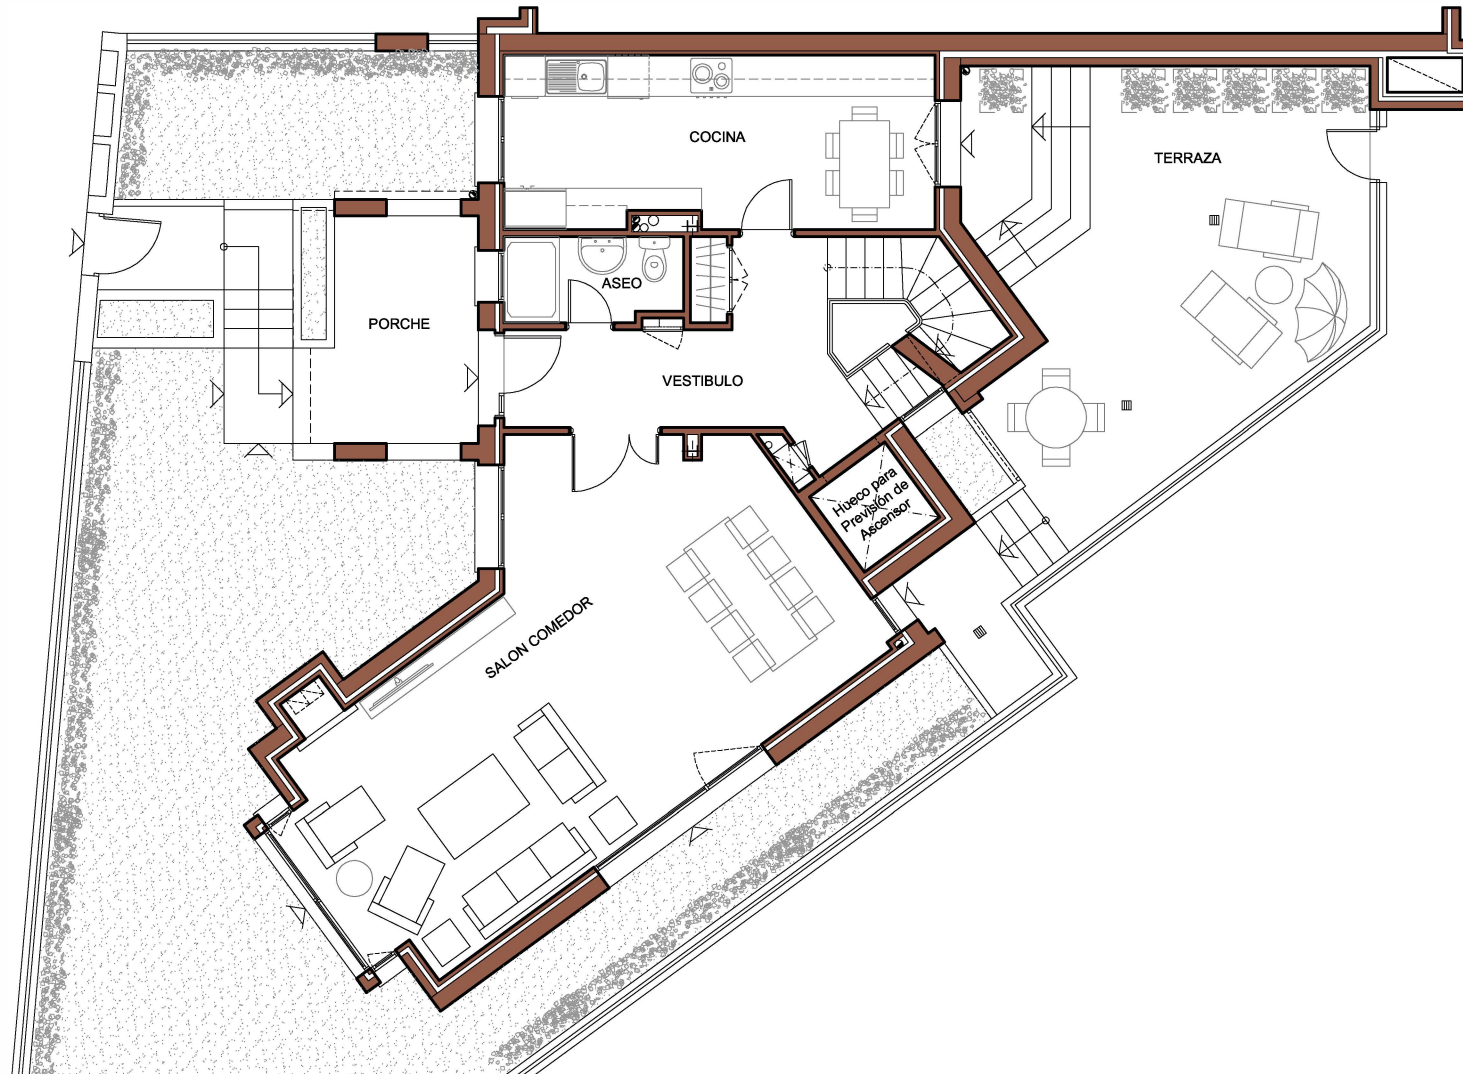 COCINA
TERRAZA
ASEO
PORCHE
VESTIBULO
Hueco para
Previsión de
Ascensor
SALON COMEDOR